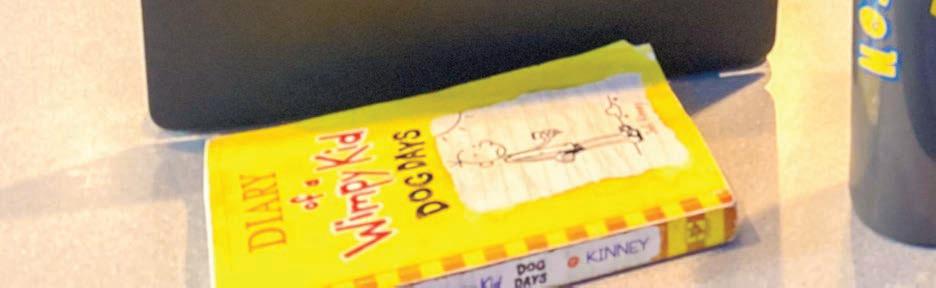 DIARY
of a
Wimpy Kid
DOG DAYS
Kid
DOG
DAYS
KINNEY